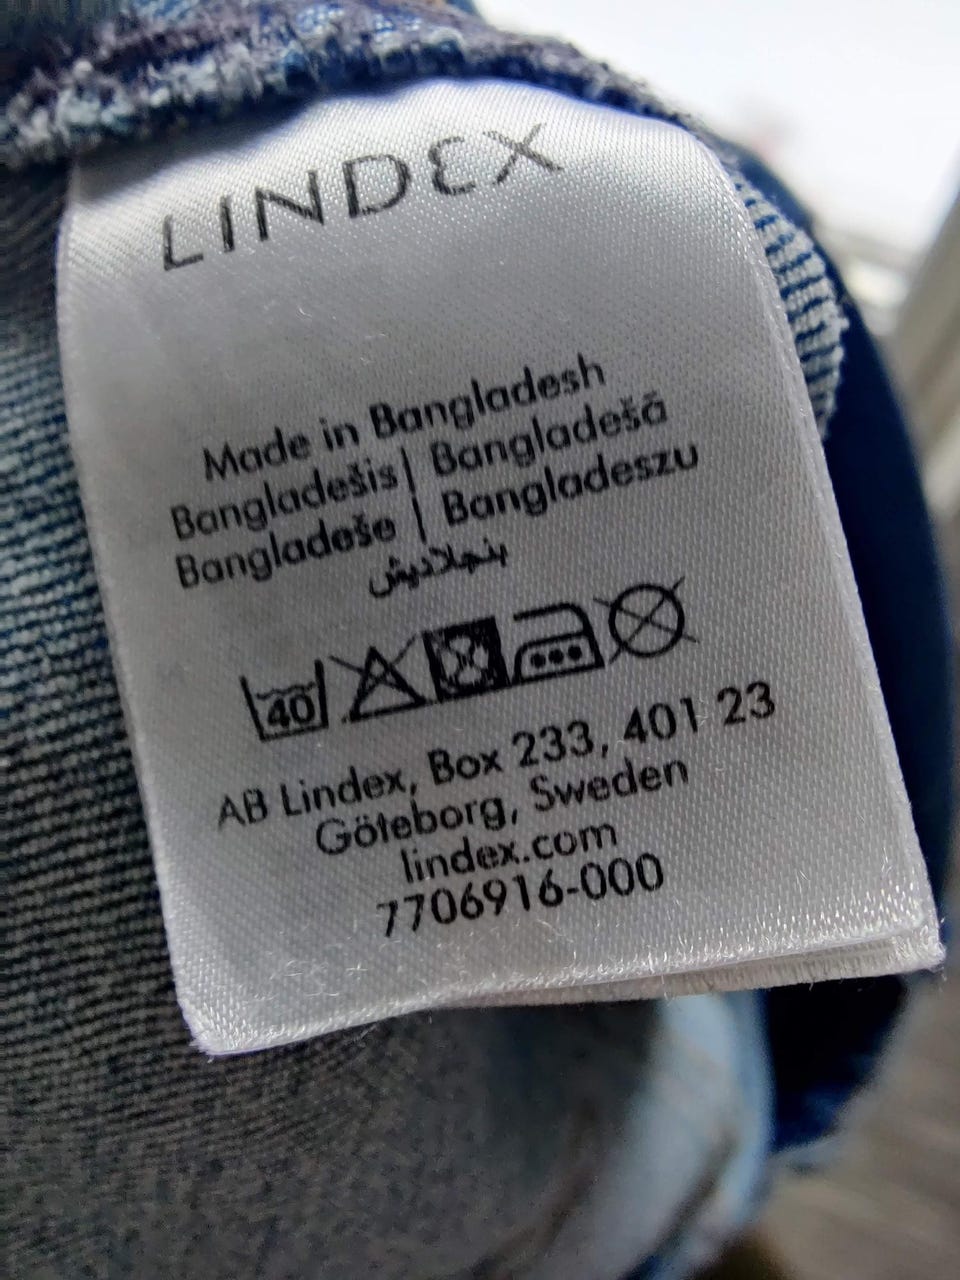 LINDEX
Made in Bangladesh
Bangladešis | Bangladešā
Bangladeše | Bangladeszu
بنجلاديش
40
AB Lindex, Box 233, 401 23
Göteborg, Sweden
lindex.com
7706916-000